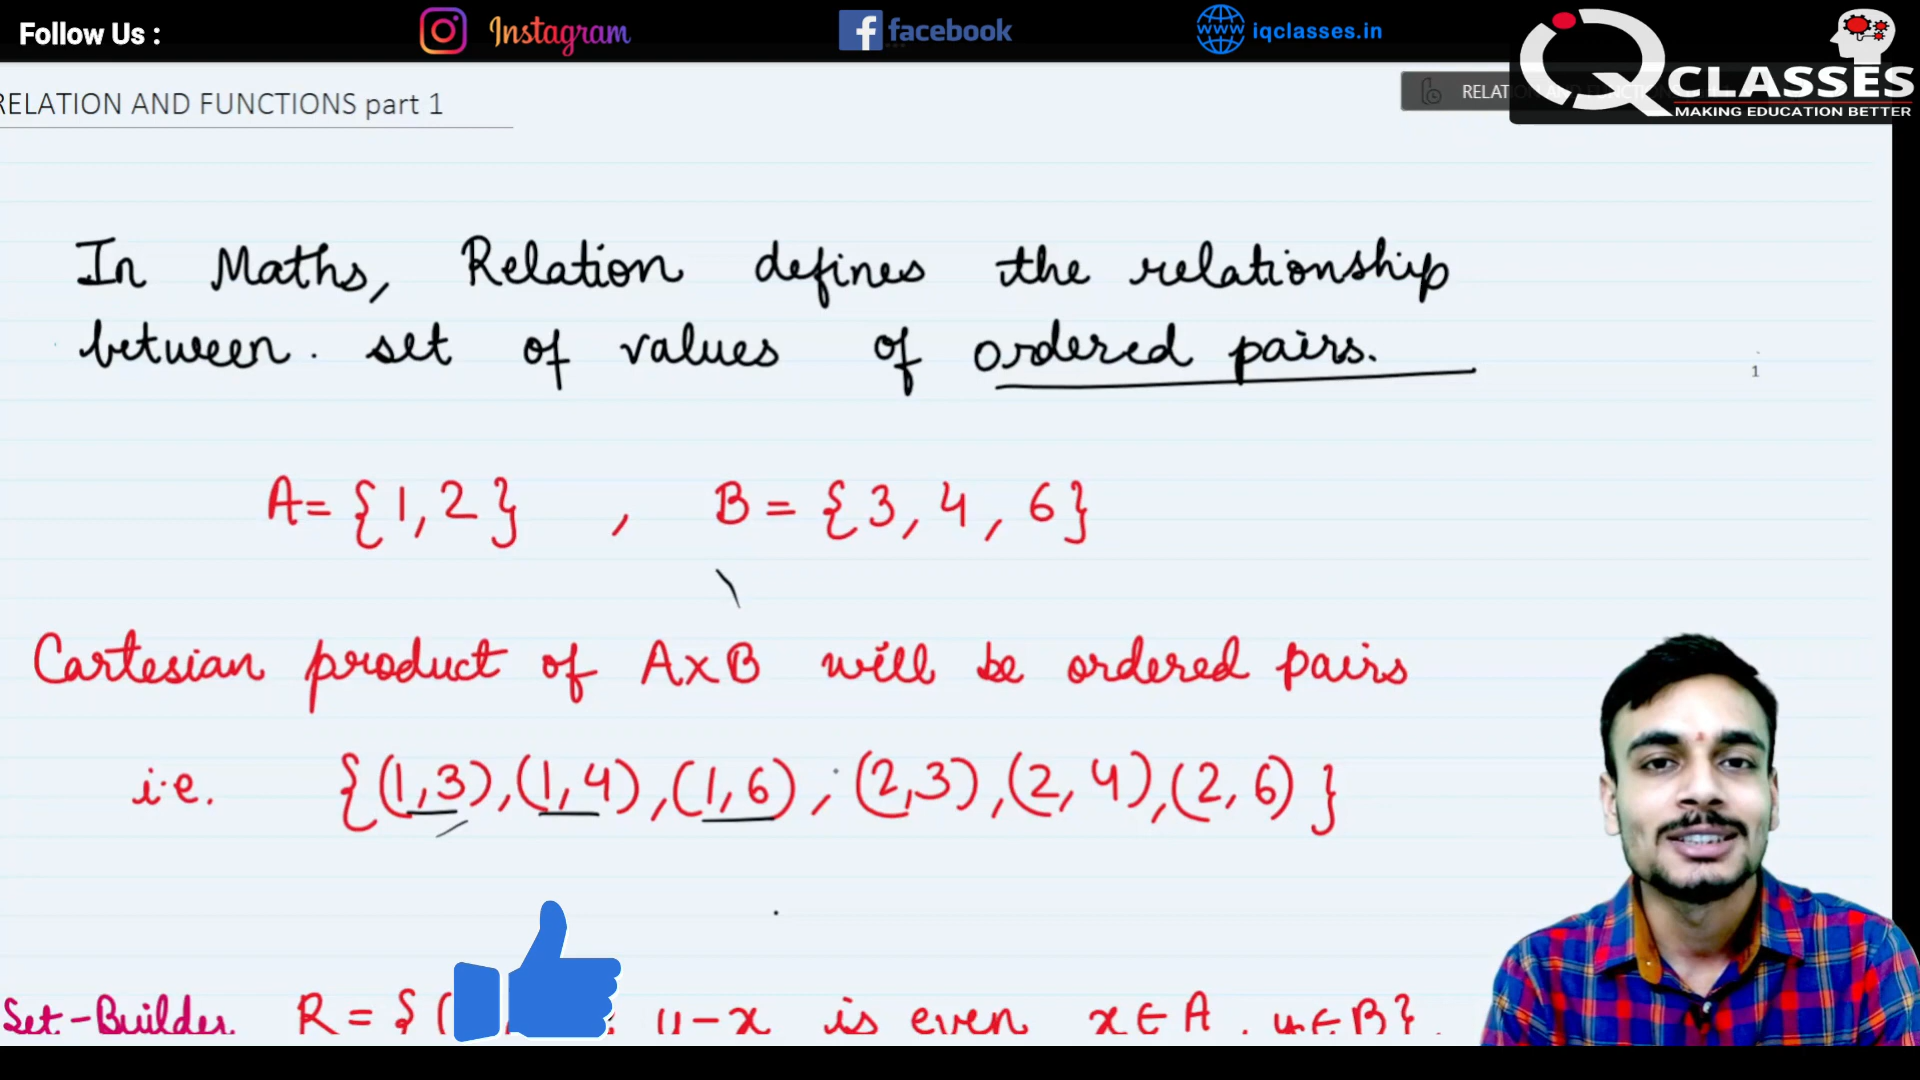 Follow Us :
Instagram
facebook
www iqclasses.in
RELATION AND FUNCTIONS part 1
RELAT
IQ CLASSES
MAKING EDUCATION BETTER
In Maths, Relation defines the relationship
between. set of values of ordered pairs.
1
A= {1,2} , B = {3, 4, 6}
Cartesian product of A×B will be ordered pairs
i.e. {(1,3),(1,4),(1,6),(2,3),(2,4),(2,6)}
Set-Builder R = {( : y-x is even x∈A, y∈B}.